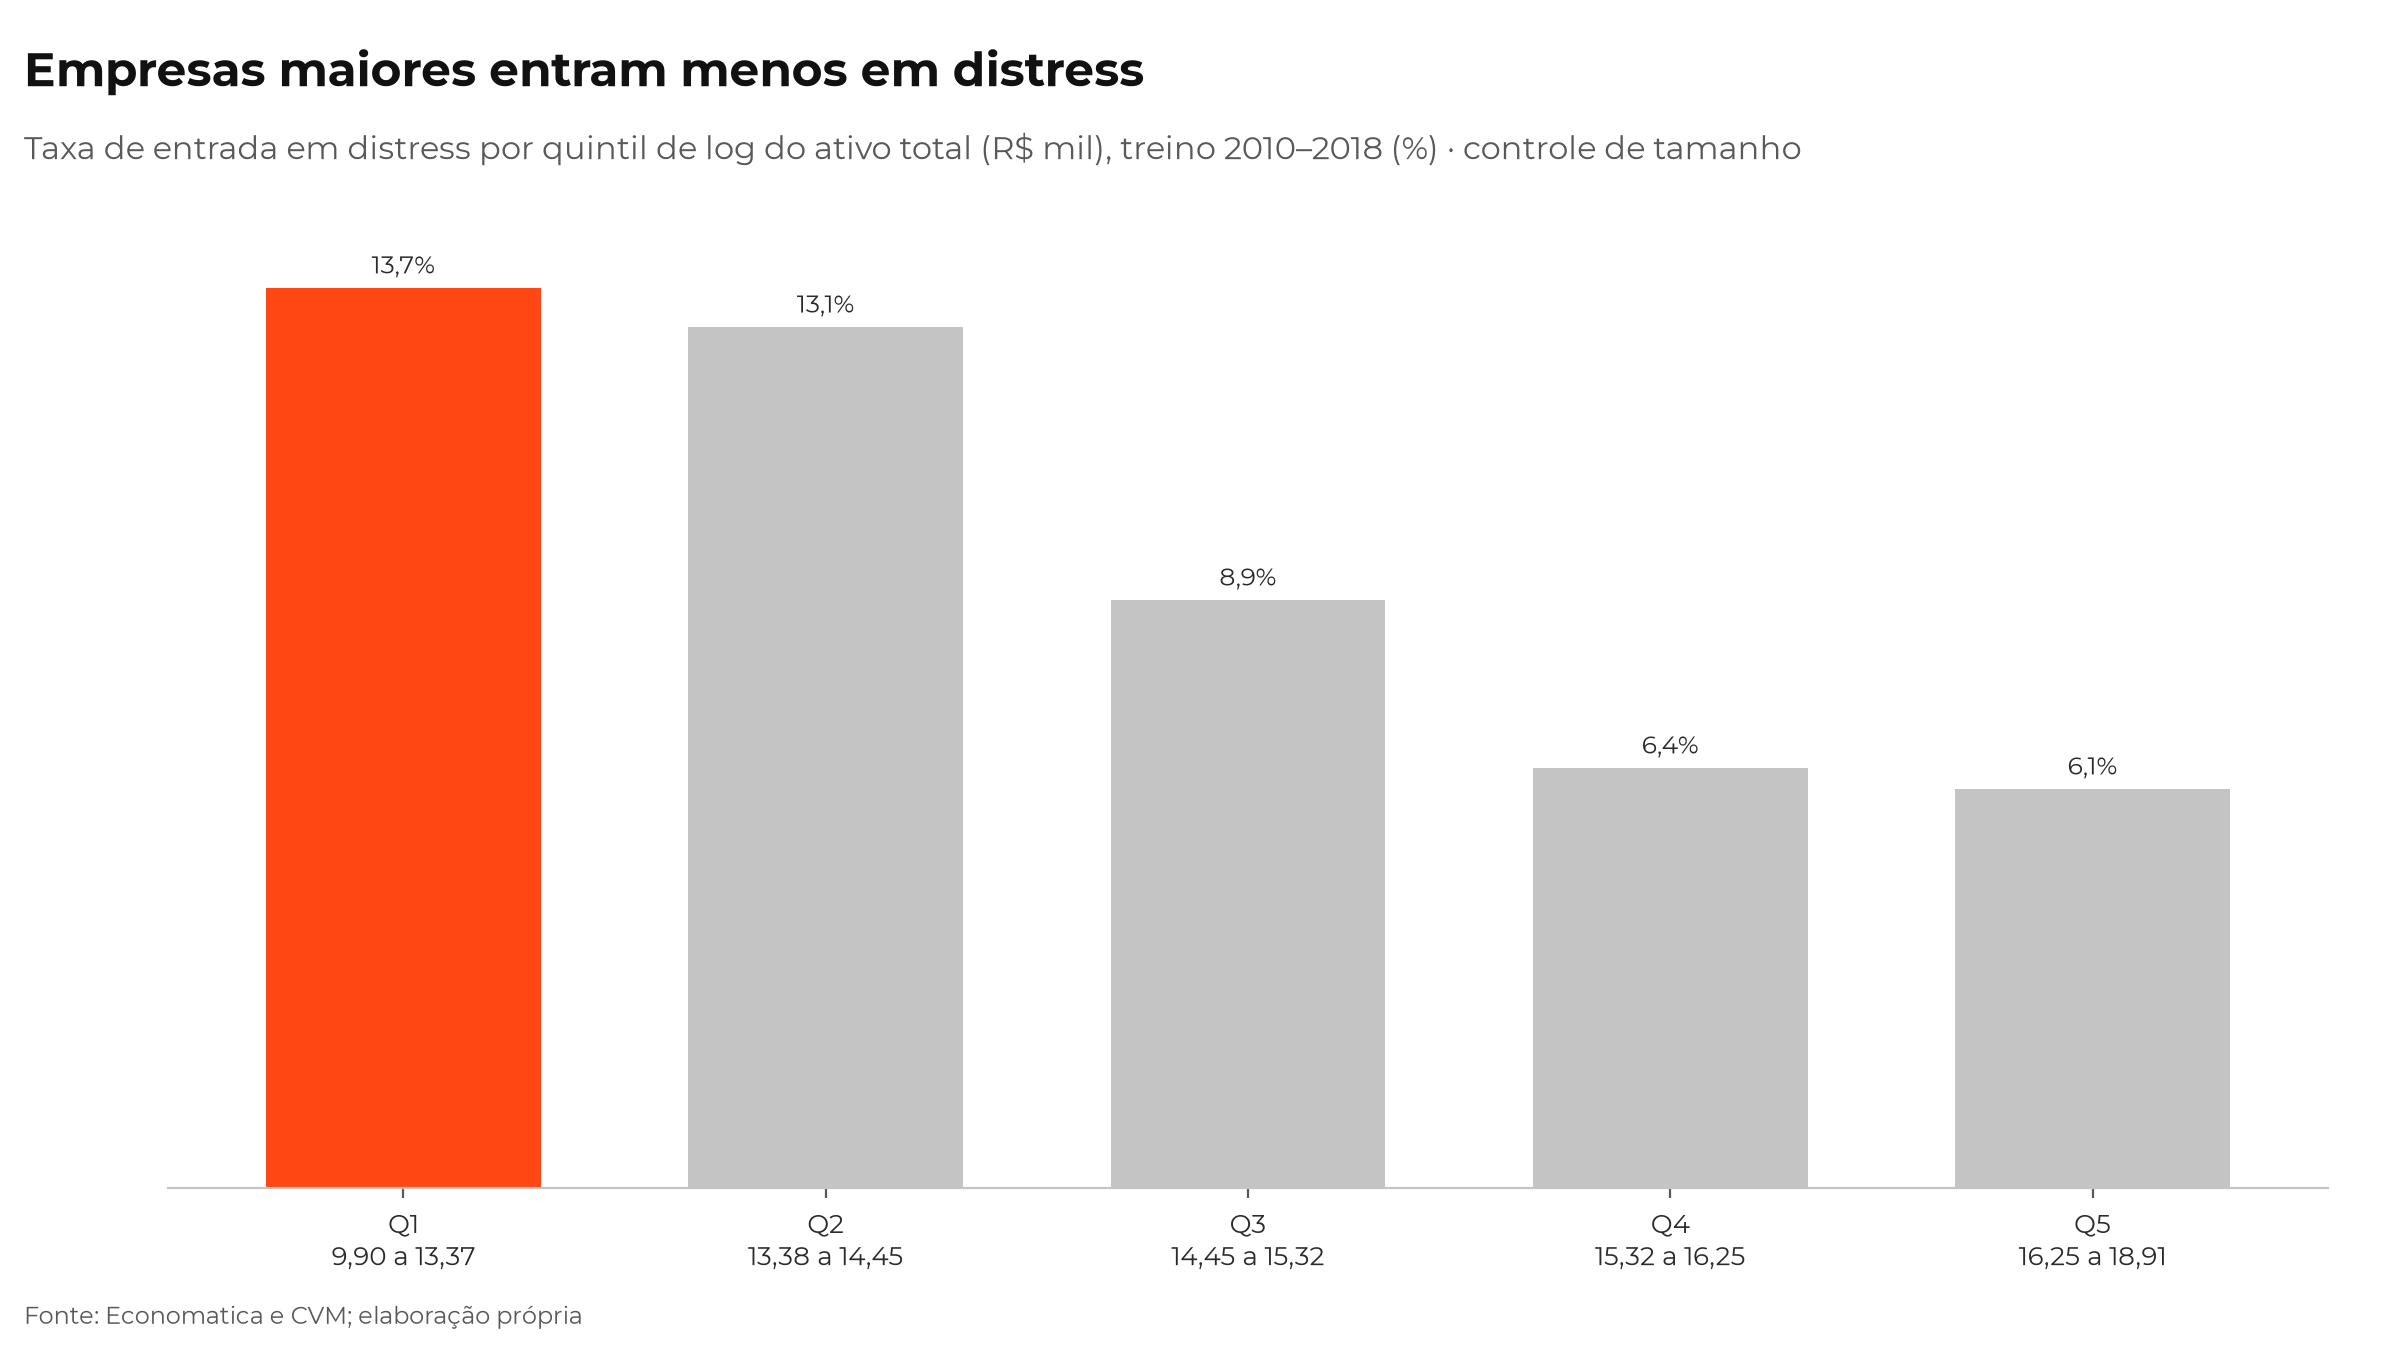 Empresas maiores entram menos em distress
Taxa de entrada em distress por quintil de log do ativo total (R$ mil), treino 2010–2018 (%) · controle de tamanho
13,7%
13,1%
8,9%
6,4%
6,1%
Q1
9,90 a 13,37
Q2
13,38 a 14,45
Q3
14,45 a 15,32
Q4
15,32 a 16,25
Q5
16,25 a 18,91
Fonte: Economatica e CVM; elaboração própria